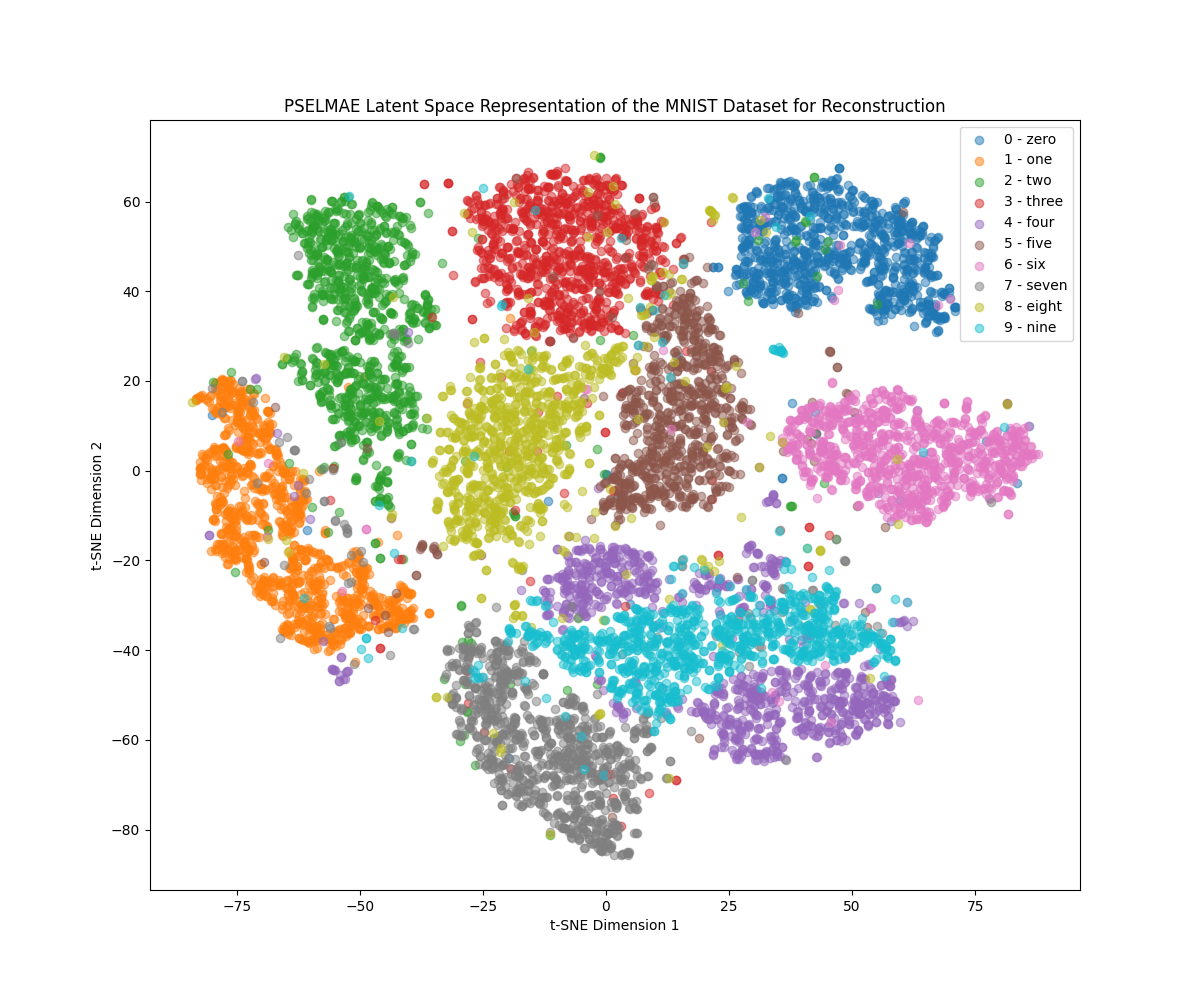 PSELMAE Latent Space Representation of the MNIST Dataset for Reconstruction
0 - zero
1 - one
2 - two
3 - three
4 - four
5 - five
6 - six
7 - seven
8 - eight
9 - nine
60
40
20
0
−20
−40
−60
−80
t-SNE Dimension 2
−75 −50 −25 0 25 50 75
t-SNE Dimension 1